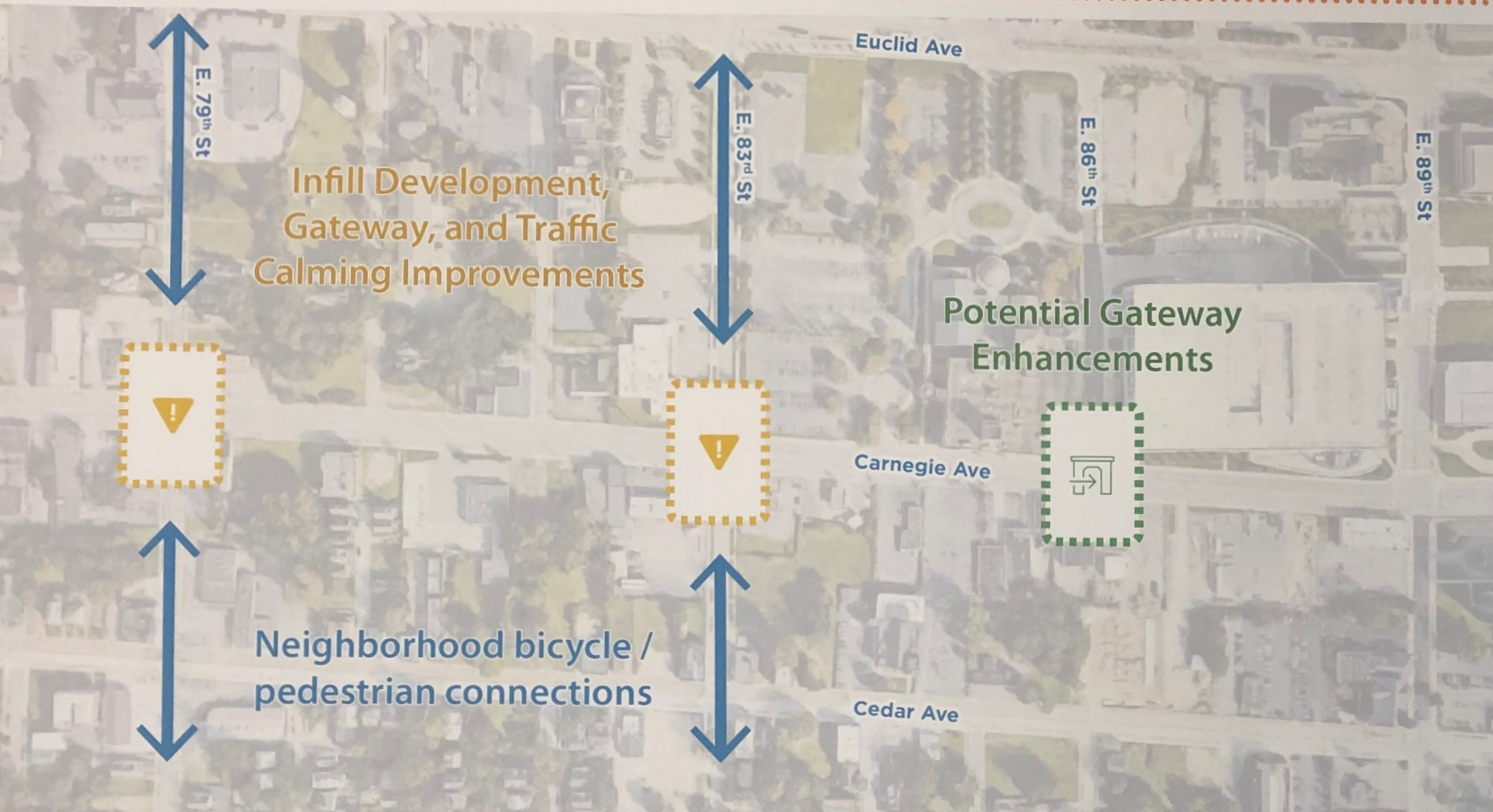 Euclid Ave
E. 79th St
E. 83rd St
E. 86th St
E. 89th St
Infill Development,
Gateway, and Traffic
Calming Improvements
Potential Gateway
Enhancements
!
!
Carnegie Ave
Neighborhood bicycle /
pedestrian connections
Cedar Ave